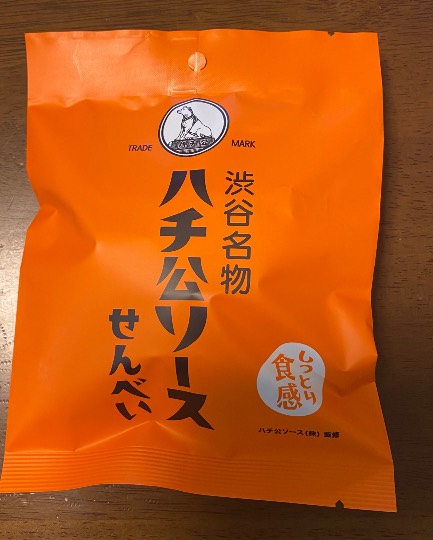 TRADE MARK
渋谷名物
ハチ公ソース
せんべい
しっとり
食感
ハチ公ソース(株) 監修